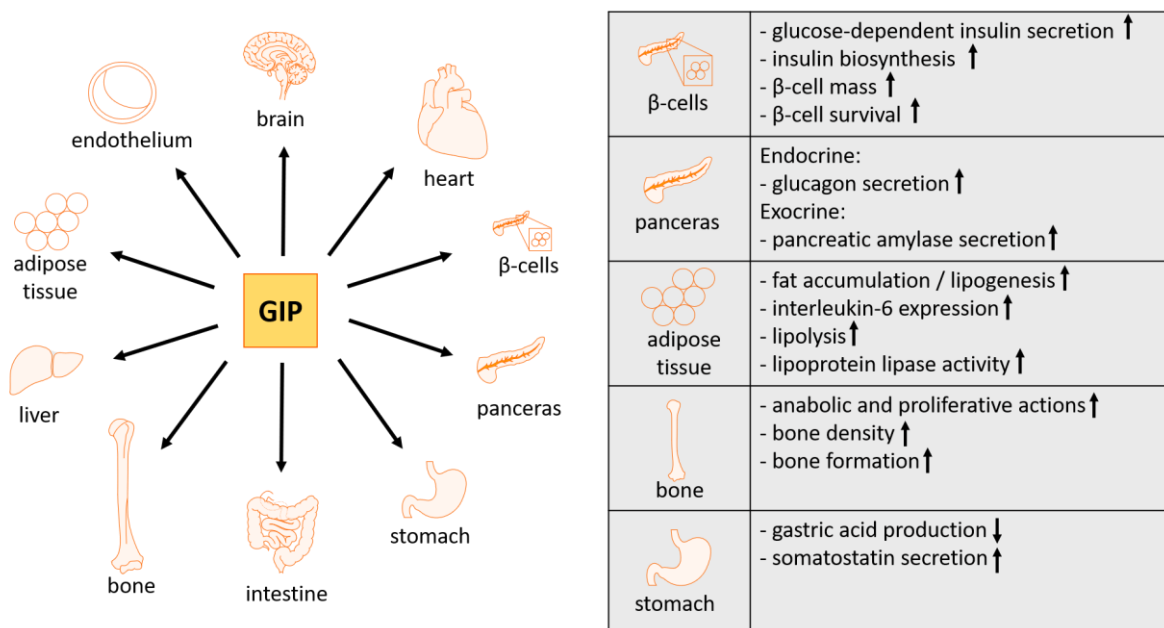 endothelium
brain
heart
adipose
tissue
β-cells
GIP
liver
panceras
bone
intestine
stomach
β-cells
- glucose-dependent insulin secretion ↑
- insulin biosynthesis ↑
- β-cell mass ↑
- β-cell survival ↑
panceras
Endocrine:
- glucagon secretion ↑
Exocrine:
- pancreatic amylase secretion ↑
adipose
tissue
- fat accumulation / lipogenesis ↑
- interleukin-6 expression ↑
- lipolysis ↑
- lipoprotein lipase activity ↑
bone
- anabolic and proliferative actions ↑
- bone density ↑
- bone formation ↑
stomach
- gastric acid production ↓
- somatostatin secretion ↑